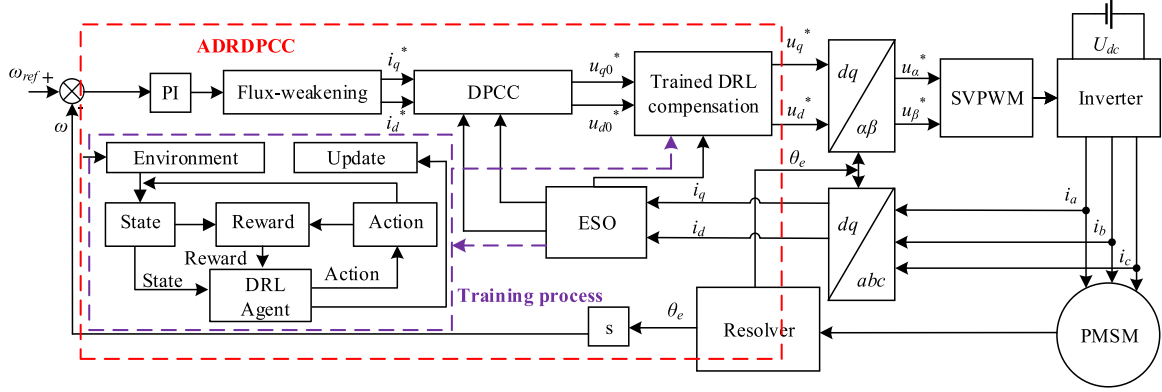 ADRDPCC
ω_ref
+
-
ω
PI
Flux-weakening
i_q^*
i_d^*
DPCC
u_q0^*
u_d0^*
Trained DRL
compensation
u_q^*
u_d^*
dq
αβ
u_α^*
u_β^*
SVPWM
U_dc
Inverter
Environment
Update
State
Reward
Action
Reward
State
DRL
Agent
Action
Training process
ESO
i_q
i_d
θ_e
dq
abc
i_a
i_b
i_c
s
θ_e
Resolver
PMSM